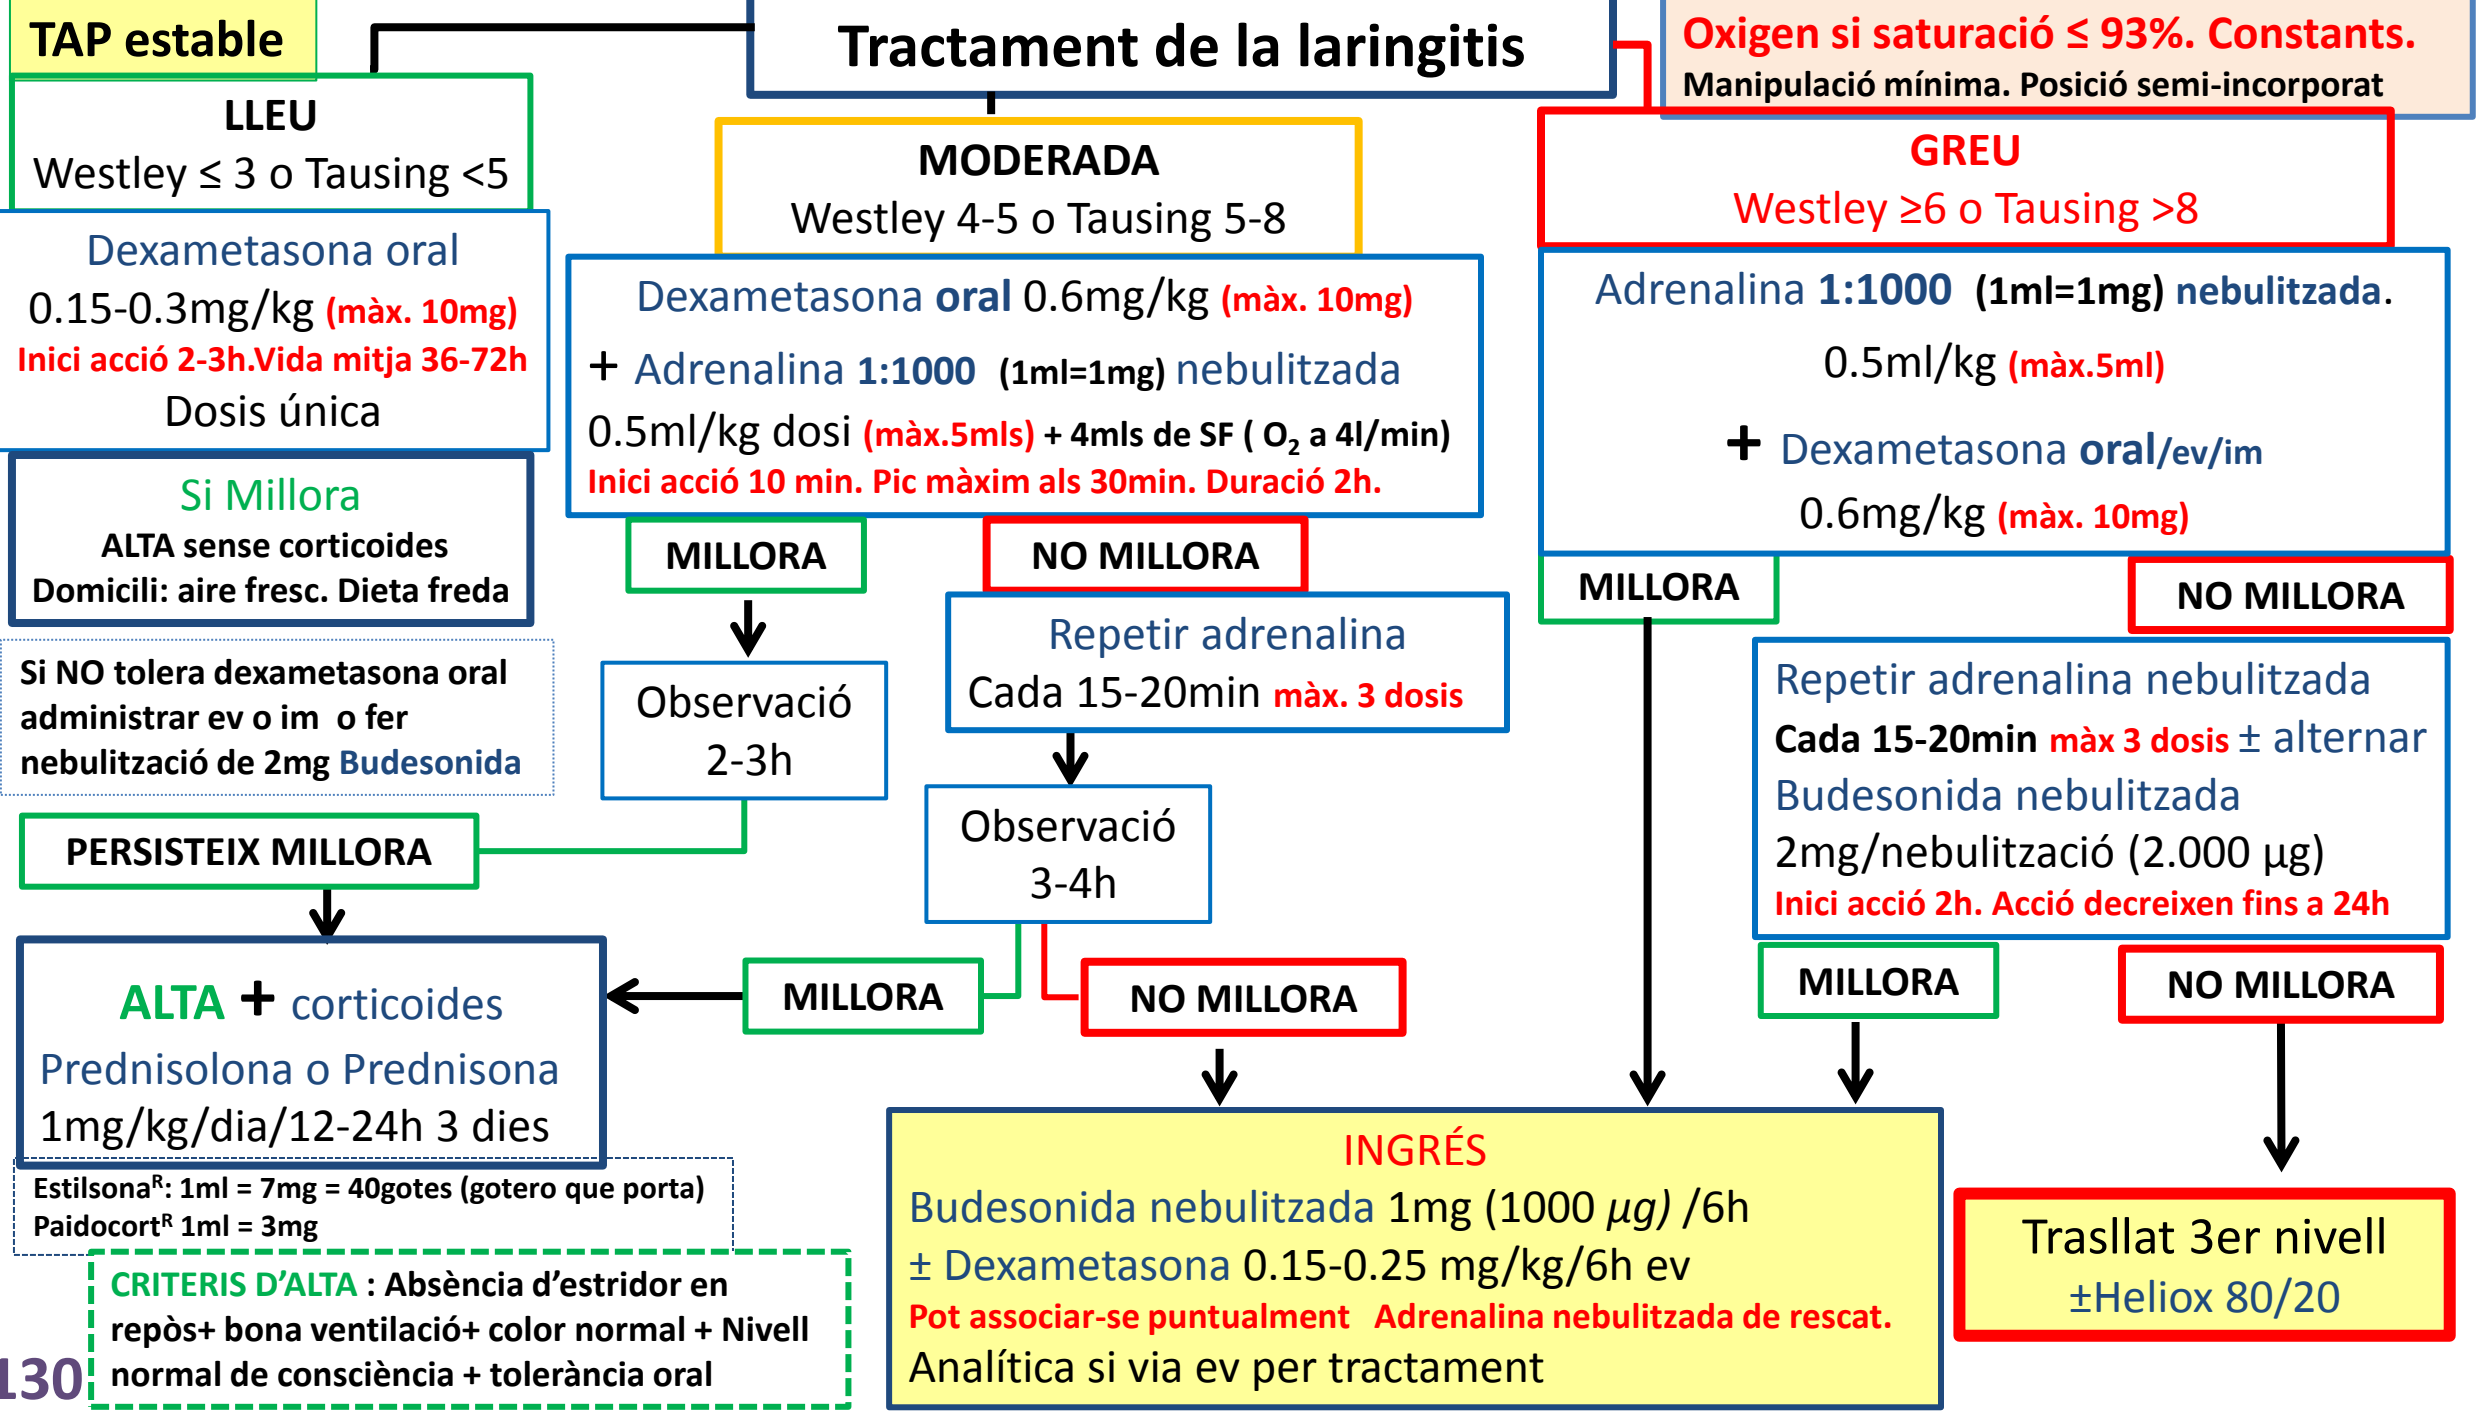 TAP estable
Tractament de la laringitis
Oxigen si saturació ≤ 93%. Constants.
Manipulació mínima. Posició semi-incorporat
LLEU
Westley ≤ 3 o Tausing <5
Dexametasona oral
0.15-0.3mg/kg (màx. 10mg)
Inici acció 2-3h.Vida mitja 36-72h
Dosis única
Si Millora
ALTA sense corticoides
Domicili: aire fresc. Dieta freda
Si NO tolera dexametasona oral
administrar ev o im o fer
nebulització de 2mg Budesonida
MODERADA
Westley 4-5 o Tausing 5-8
Dexametasona oral 0.6mg/kg (màx. 10mg)
+ Adrenalina 1:1000 (1ml=1mg) nebulitzada
0.5ml/kg dosi (màx.5mls) + 4mls de SF ( O₂ a 4l/min)
Inici acció 10 min. Pic màxim als 30min. Duració 2h.
MILLORA
NO MILLORA
Observació
2-3h
Repetir adrenalina
Cada 15-20min màx. 3 dosis
Observació
3-4h
PERSISTEIX MILLORA
MILLORA
NO MILLORA
ALTA + corticoides
Prednisolona o Prednisona
1mg/kg/dia/12-24h 3 dies
Estilsonaᴿ: 1ml = 7mg = 40gotes (gotero que porta)
Paidocortᴿ 1ml = 3mg
CRITERIS D’ALTA : Absència d’estridor en
repòs+ bona ventilació+ color normal + Nivell
normal de consciència + tolerància oral
130
GREU
Westley ≥6 o Tausing >8
Adrenalina 1:1000 (1ml=1mg) nebulitzada.
0.5ml/kg (màx.5ml)
+ Dexametasona oral/ev/im
0.6mg/kg (màx. 10mg)
MILLORA
NO MILLORA
Repetir adrenalina nebulitzada
Cada 15-20min màx 3 dosis ± alternar
Budesonida nebulitzada
2mg/nebulització (2.000 µg)
Inici acció 2h. Acció decreixen fins a 24h
MILLORA
NO MILLORA
INGRÉS
Budesonida nebulitzada 1mg (1000 µg) /6h
± Dexametasona 0.15-0.25 mg/kg/6h ev
Pot associar-se puntualment Adrenalina nebulitzada de rescat.
Analítica si via ev per tractament
Trasllat 3er nivell
±Heliox 80/20